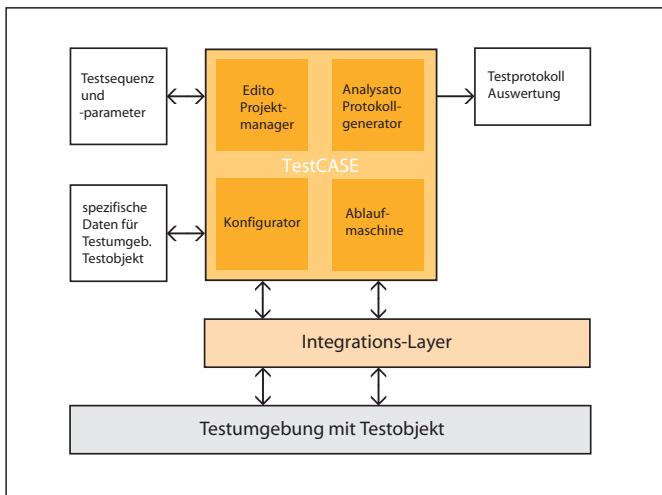 Testsequenz
und
-parameter
Edito
Projekt-
manager
Analysato
Protokoll-
generator
Testprotokoll
Auswertung
TestCASE
spezifische
Daten für
Testumgeb.
Testobjekt
Konfigurator
Ablauf-
maschine
Integrations-Layer
Testumgebung mit Testobjekt